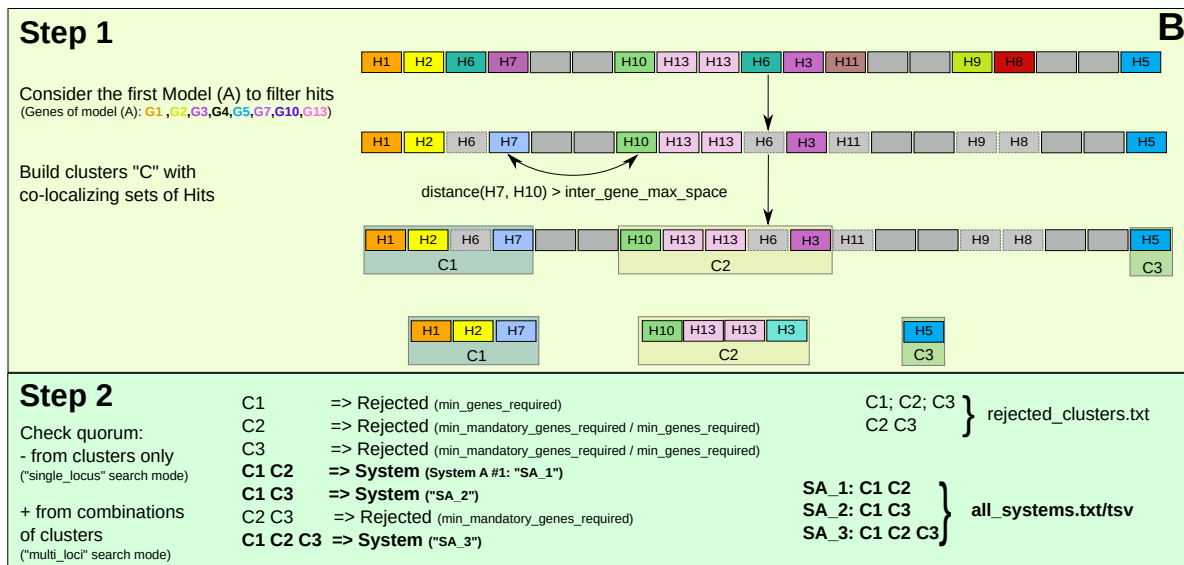 B
Step 1
H1 H2 H6 H7 H10 H13 H13 H6 H3 H11 H9 H8 H5
Consider the first Model (A) to filter hits
(Genes of model (A): G1 ,G2,G3,G4,G5,G7,G10,G13)
H1 H2 H6 H7 H10 H13 H13 H6 H3 H11 H9 H8 H5
Build clusters "C" with
co-localizing sets of Hits
distance(H7, H10) > inter_gene_max_space
H1 H2 H6 H7 H10 H13 H13 H6 H3 H11 H9 H8 H5
C1 C2 C3
H1 H2 H7 H10 H13 H13 H3 H5
C1 C2 C3
Step 2
Check quorum:
- from clusters only
("single_locus" search mode)
+ from combinations
of clusters
("multi_loci" search mode)
C1 => Rejected (min_genes_required)
C2 => Rejected (min_mandatory_genes_required / min_genes_required)
C3 => Rejected (min_mandatory_genes_required / min_genes_required)
C1 C2 => System (System A #1: "SA_1")
C1 C3 => System ("SA_2")
C2 C3 => Rejected (min_mandatory_genes_required)
C1 C2 C3 => System ("SA_3")
C1; C2; C3
C2 C3
} rejected_clusters.txt
SA_1: C1 C2
SA_2: C1 C3
SA_3: C1 C2 C3
} all_systems.txt/tsv